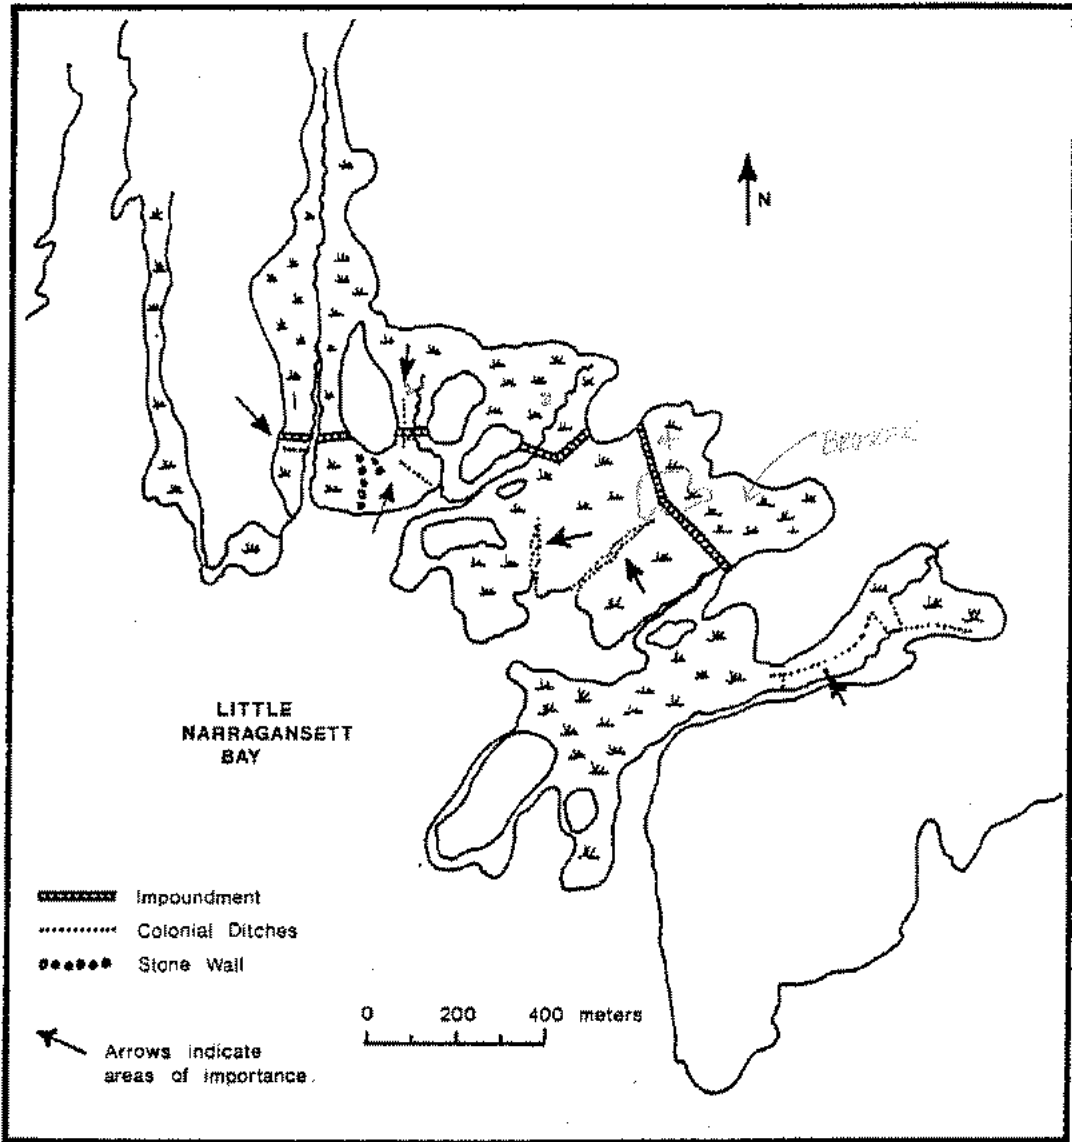 N
LITTLE
NARRAGANSETT
BAY
Impoundment
Colonial Ditches
Stone Wall
0 200 400 meters
Arrows indicate
areas of importance.